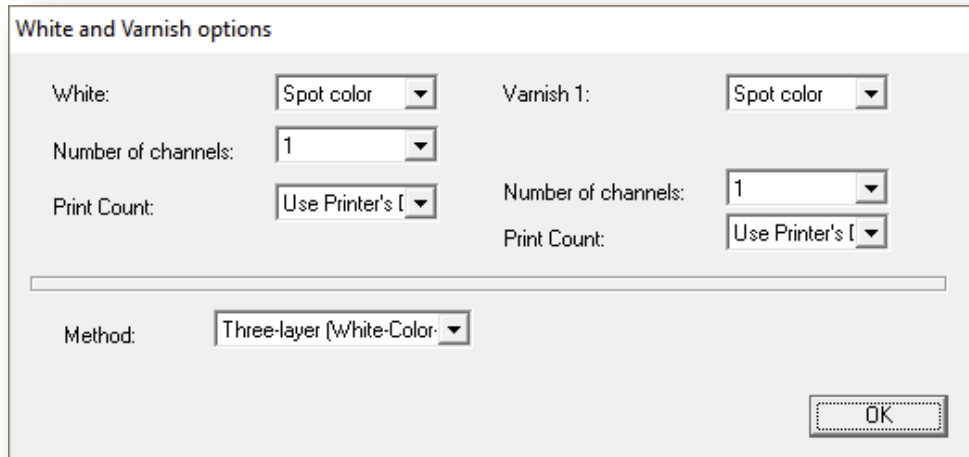 White and Varnish options
White: Spot color Varnish 1: Spot color
Number of channels: 1
Number of channels: 1
Print Count: Use Printer's
Print Count: Use Printer's
Method: Three-layer (White-Color-
OK